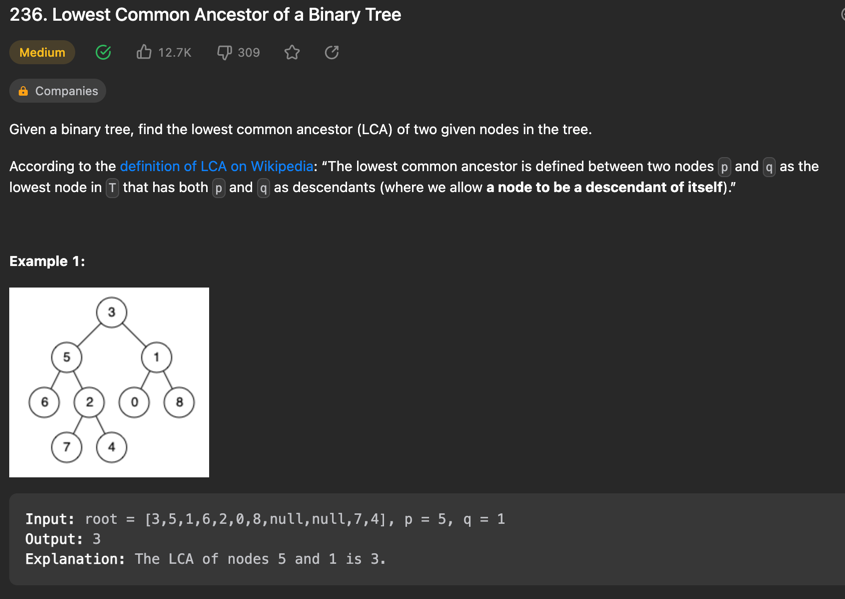 236. Lowest Common Ancestor of a Binary Tree
Medium 12.7K 309
Companies
Given a binary tree, find the lowest common ancestor (LCA) of two given nodes in the tree.
According to the definition of LCA on Wikipedia: “The lowest common ancestor is defined between two nodes p and q as the
lowest node in T that has both p and q as descendants (where we allow a node to be a descendant of itself).”
Example 1:
3
5 1
6 2 0 8
7 4
Input: root = [3,5,1,6,2,0,8,null,null,7,4], p = 5, q = 1
Output: 3
Explanation: The LCA of nodes 5 and 1 is 3.